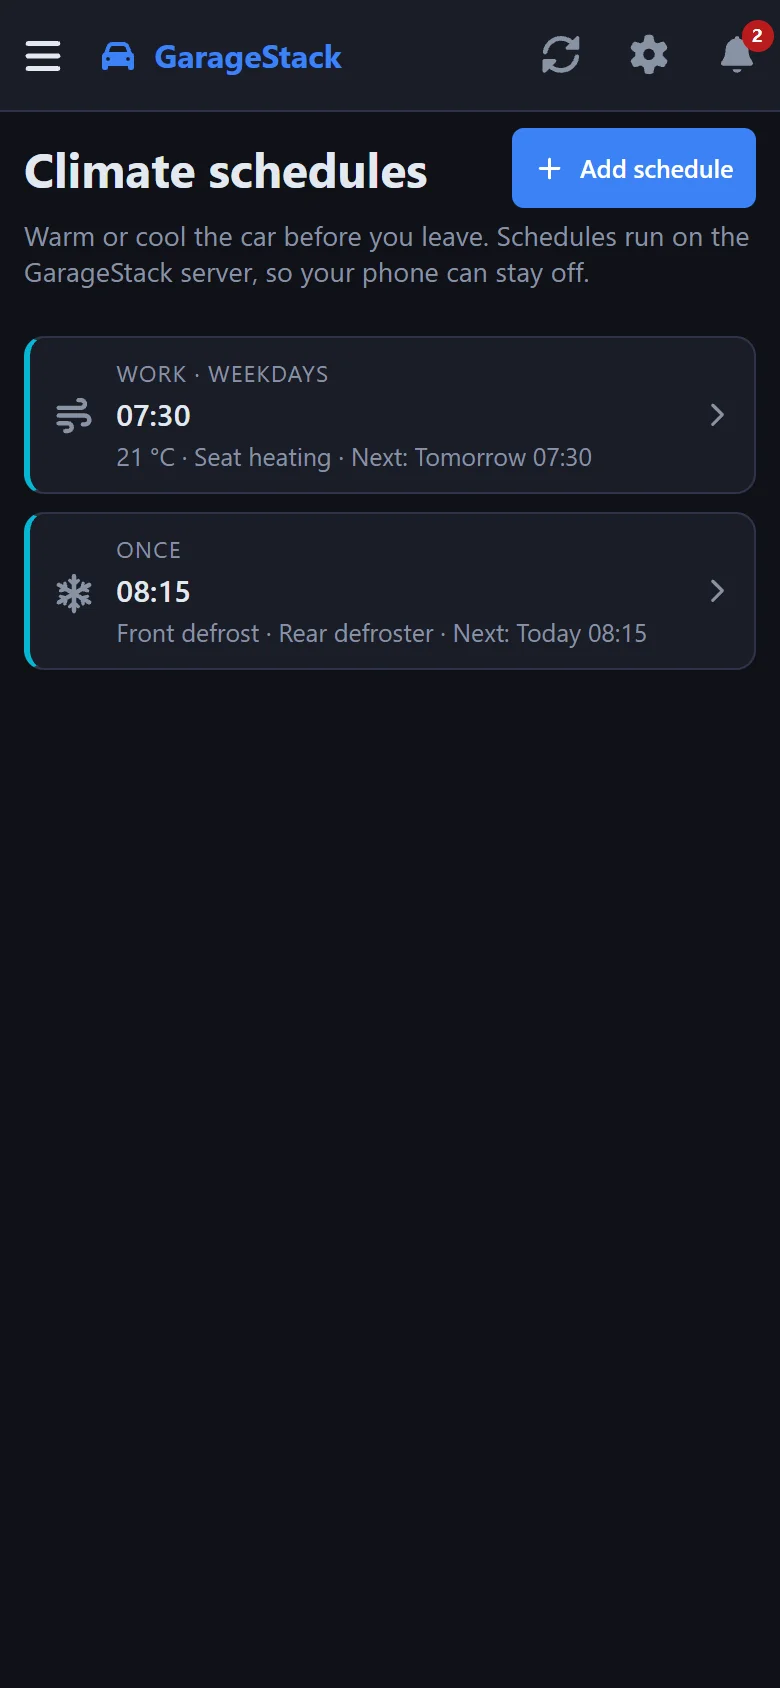 GarageStack
2
Climate schedules
Add schedule
Warm or cool the car before you leave. Schedules run on the
GarageStack server, so your phone can stay off.
WORK · WEEKDAYS
07:30
21 °C · Seat heating · Next: Tomorrow 07:30
ONCE
08:15
Front defrost · Rear defroster · Next: Today 08:15